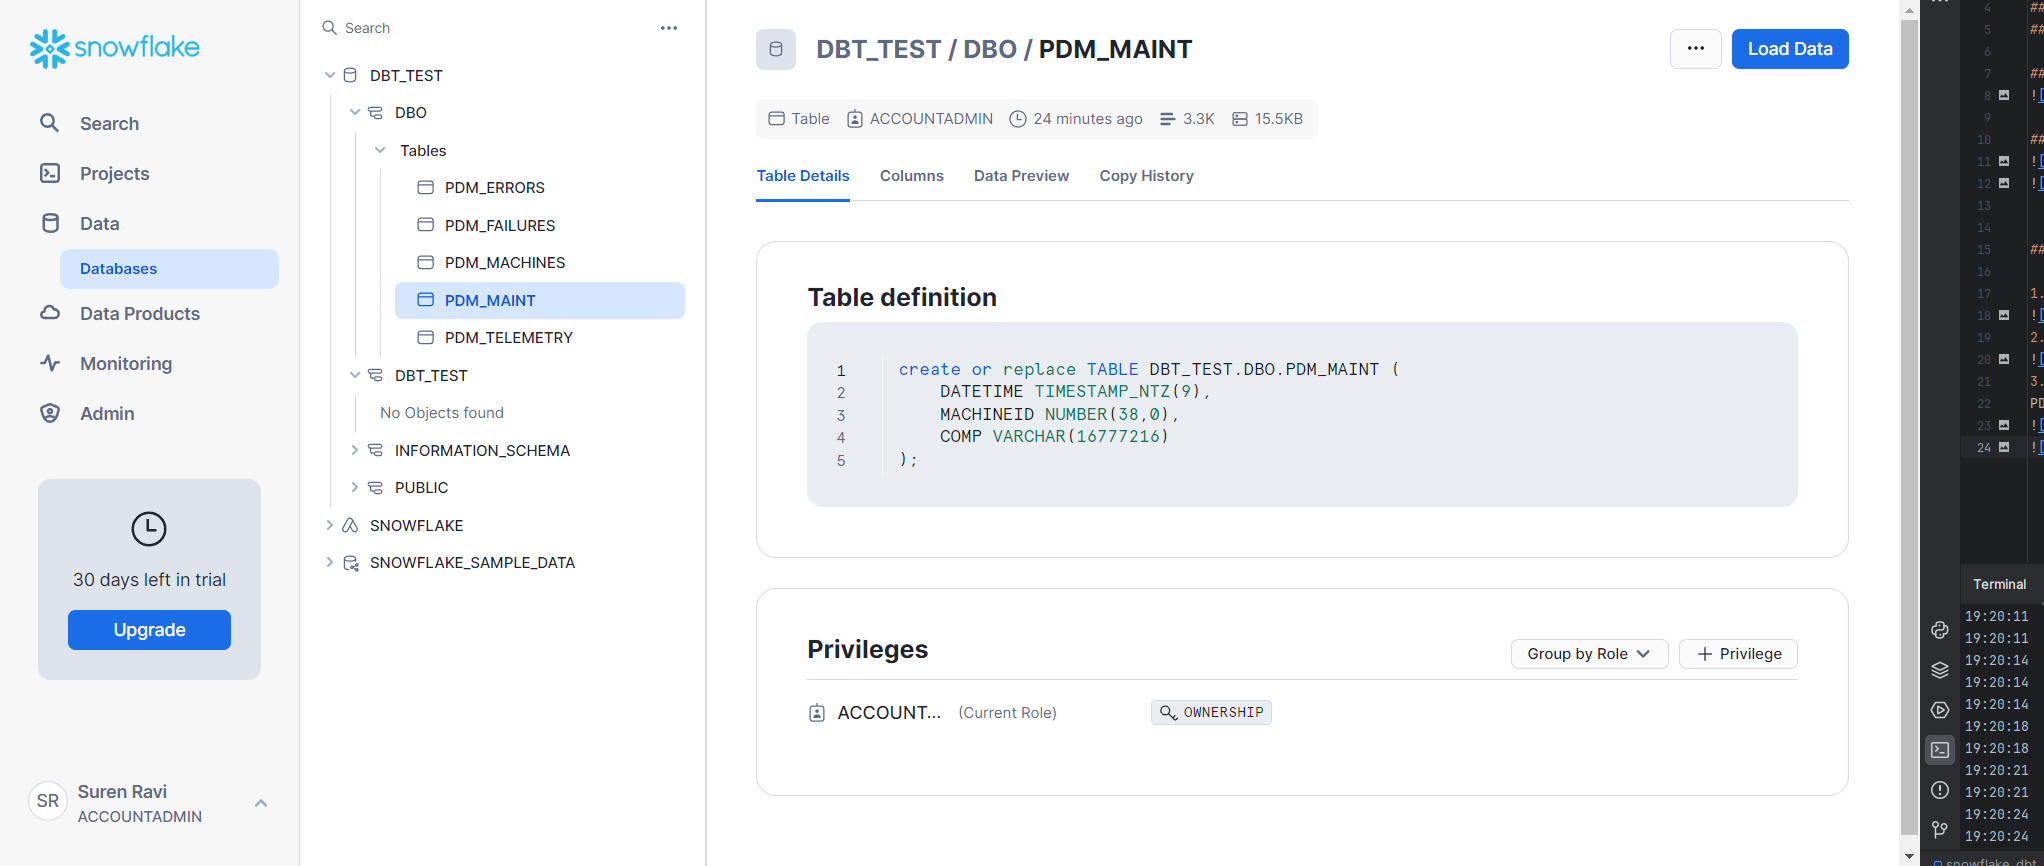 snowflake
Search
Projects
Data
Databases
Data Products
Monitoring
Admin
30 days left in trial
Upgrade
SR
Suren Ravi
ACCOUNTADMIN
Search
DBT_TEST
DBO
Tables
PDM_ERRORS
PDM_FAILURES
PDM_MACHINES
PDM_MAINT
PDM_TELEMETRY
DBT_TEST
No Objects found
INFORMATION_SCHEMA
PUBLIC
SNOWFLAKE
SNOWFLAKE_SAMPLE_DATA
DBT_TEST / DBO / PDM_MAINT
Load Data
Table ACCOUNTADMIN 24 minutes ago 3.3K 15.5KB
Table Details Columns Data Preview Copy History
Table definition
1 create or replace TABLE DBT_TEST.DBO.PDM_MAINT (
2 DATETIME TIMESTAMP_NTZ(9),
3 MACHINEID NUMBER(38,0),
4 COMP VARCHAR(16777216)
5 );
Privileges
Group by Role
Privilege
ACCOUNT... (Current Role) OWNERSHIP
4 ##
5 ##
6
7 ##
8 ![
9
10 ##
11 ![
12 ![
13
14
15 ##
16
17 1.
18 ![
19 2.
20 ![
21 3.
22 PD
23 ![
24 ![
Terminal
19:20:11
19:20:11
19:20:14
19:20:14
19:20:14
19:20:18
19:20:18
19:20:21
19:20:21
19:20:24
19:20:24
snowflake_dbt